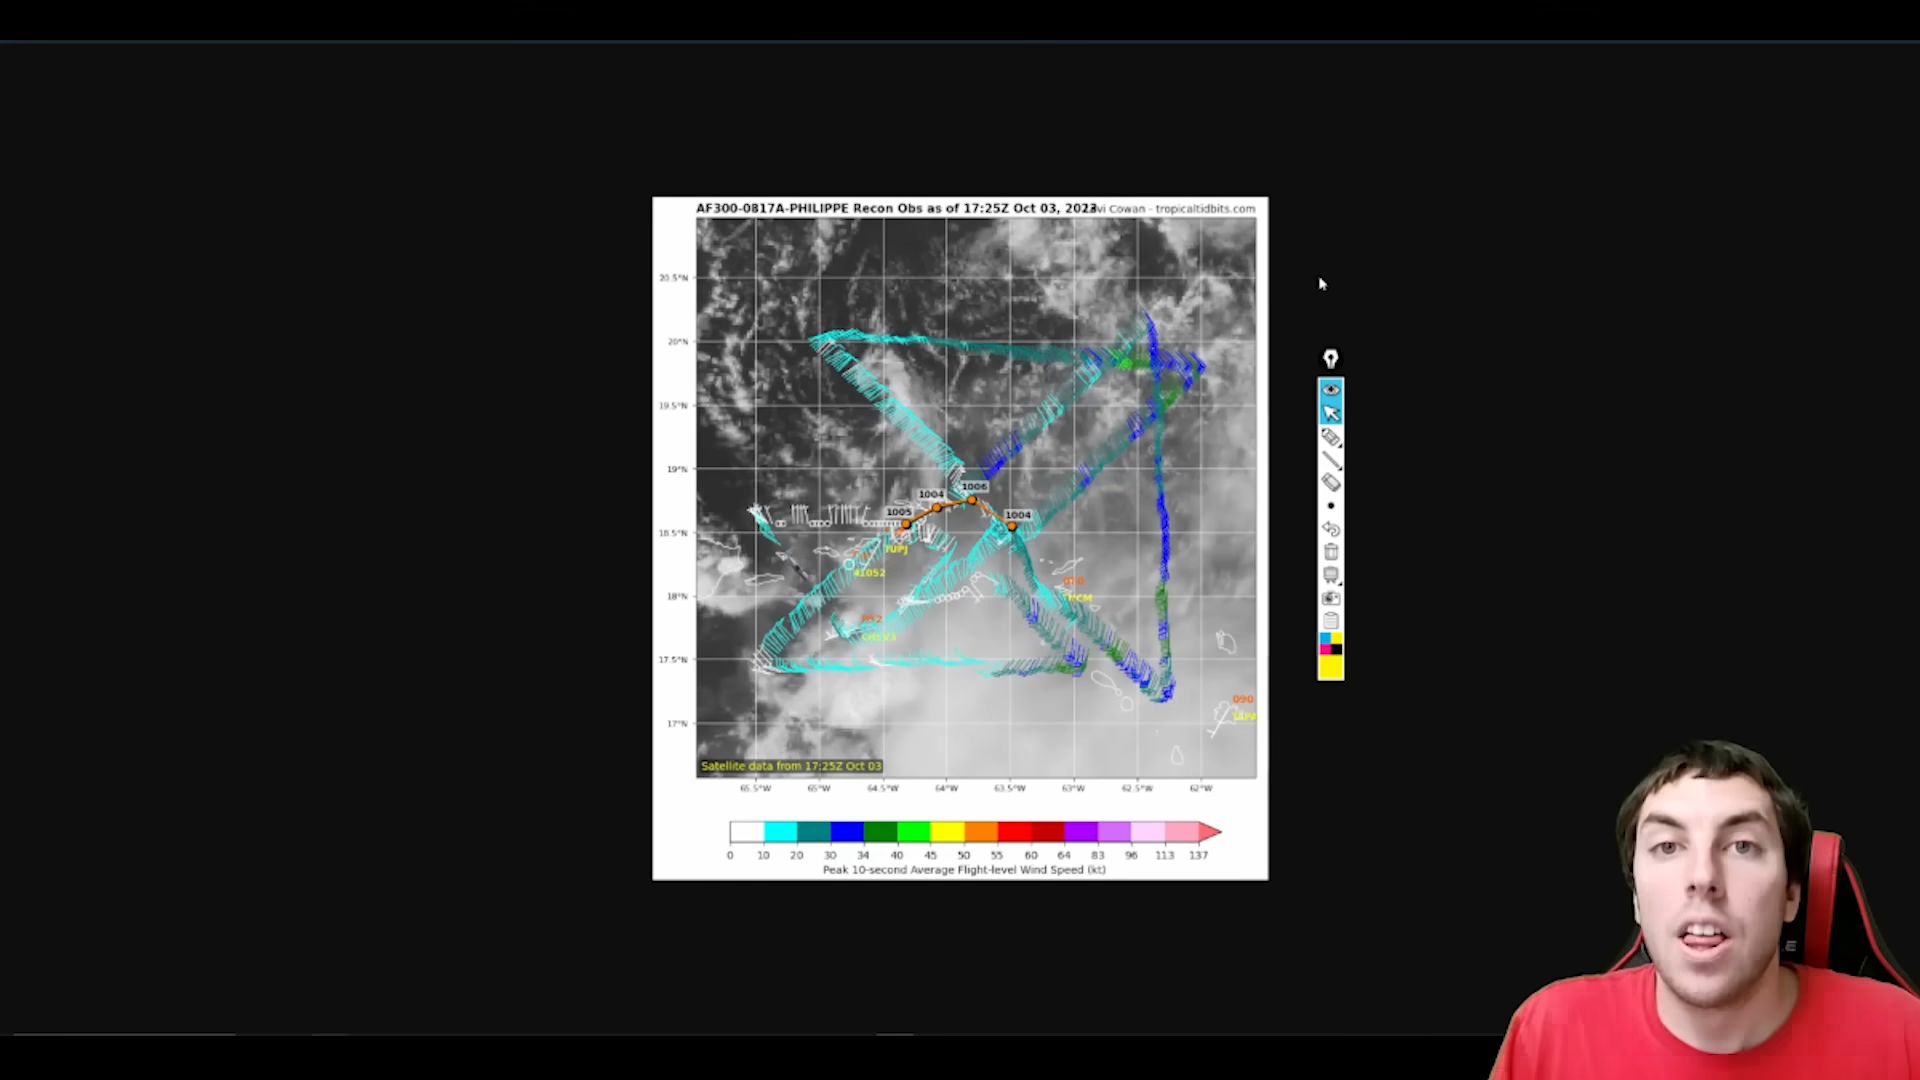 AF300-0817A-PHILIPPE Recon Obs as of 17:25Z Oct 03, 2023
Cowan - tropicaltidbits.com
20.5°N
20°N
19.5°N
19°N
1006
1004
1005
1004
18.5°N
41052
18°N
17.5°N
090
17°N
Satellite data from 17:25Z Oct 03
65.5°W 65°W 64.5°W 64°W 63.5°W 63°W 62.5°W 62°W
0 10 20 30 34 40 45 50 55 60 64 83 96 113 137
Peak 10-second Average Flight-level Wind Speed (kt)